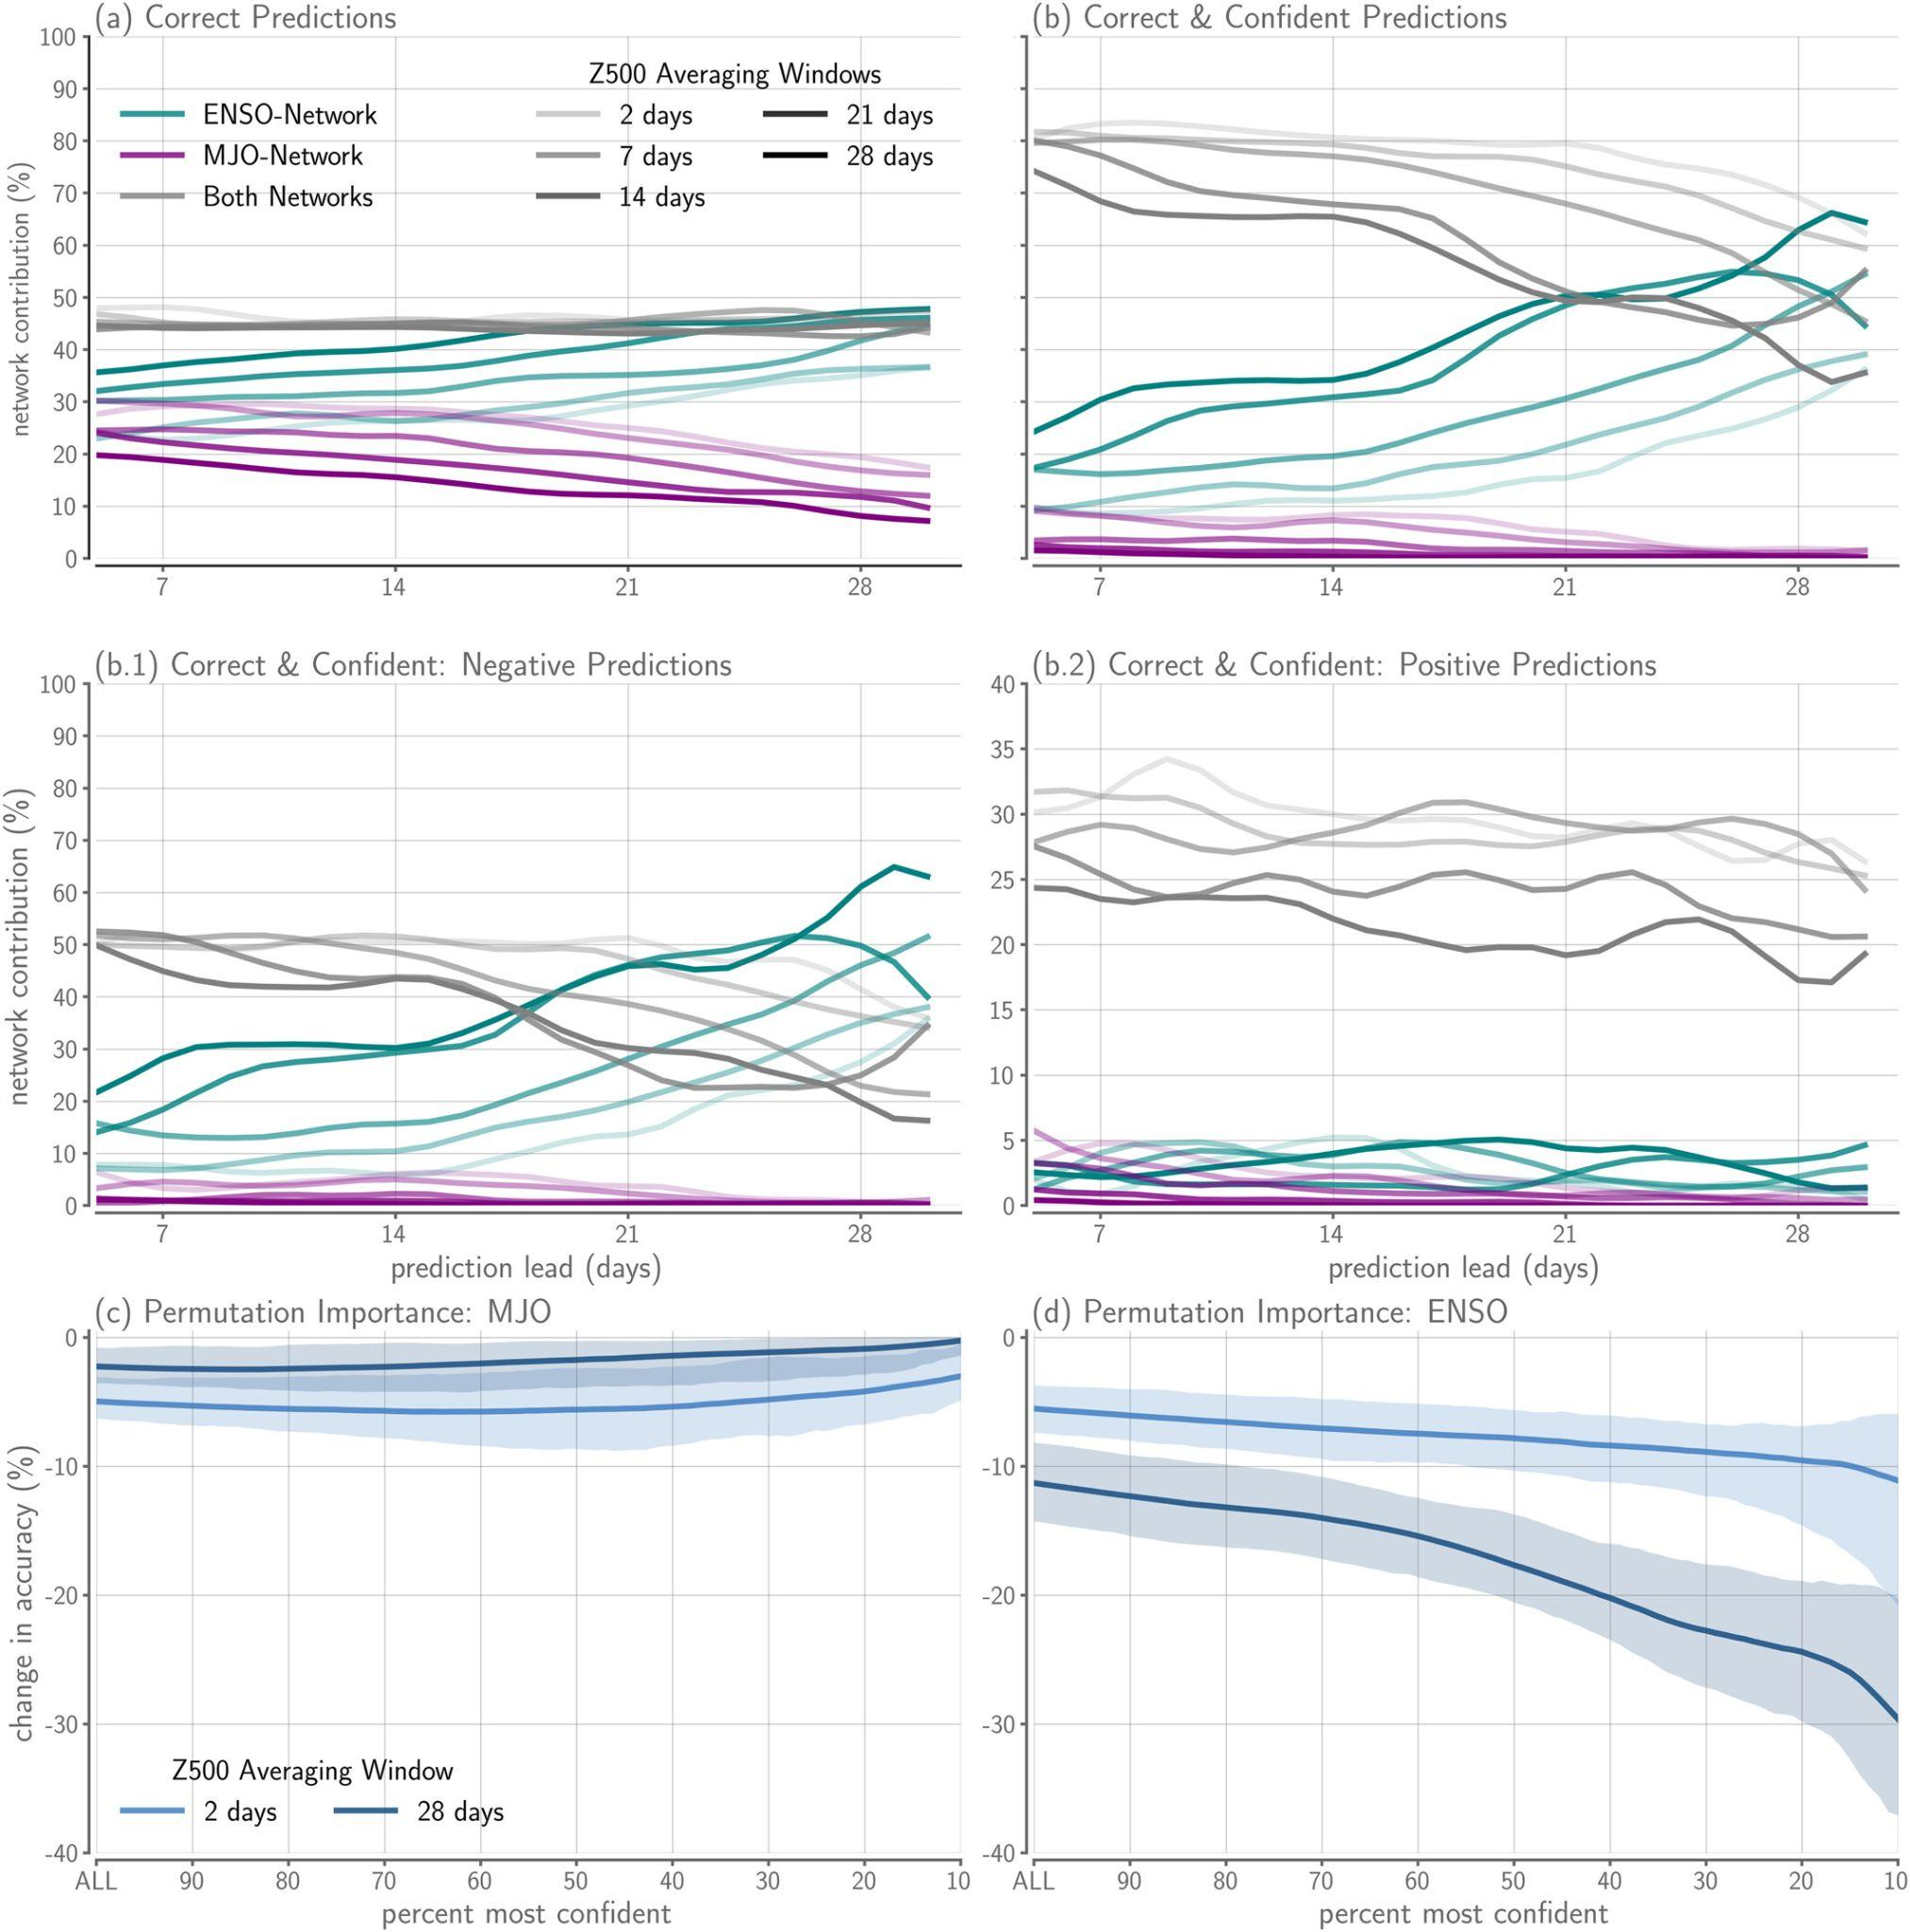 (a) Correct Predictions
(b) Correct & Confident Predictions
network contribution (%)
100
90
80
70
60
50
40
30
20
10
0
Z500 Averaging Windows
ENSO-Network
2 days
21 days
MJO-Network
7 days
28 days
Both Networks
14 days
7 14 21 28
7 14 21 28
(b.1) Correct & Confident: Negative Predictions
(b.2) Correct & Confident: Positive Predictions
network contribution (%)
100
90
80
70
60
50
40
30
20
10
0
40
35
30
25
20
15
10
5
0
7 14 21 28
7 14 21 28
prediction lead (days)
prediction lead (days)
(c) Permutation Importance: MJO
(d) Permutation Importance: ENSO
change in accuracy (%)
0
-10
-20
-30
-40
0
-10
-20
-30
-40
Z500 Averaging Window
2 days
28 days
ALL 90 80 70 60 50 40 30 20 10
ALL 90 80 70 60 50 40 30 20 10
percent most confident
percent most confident